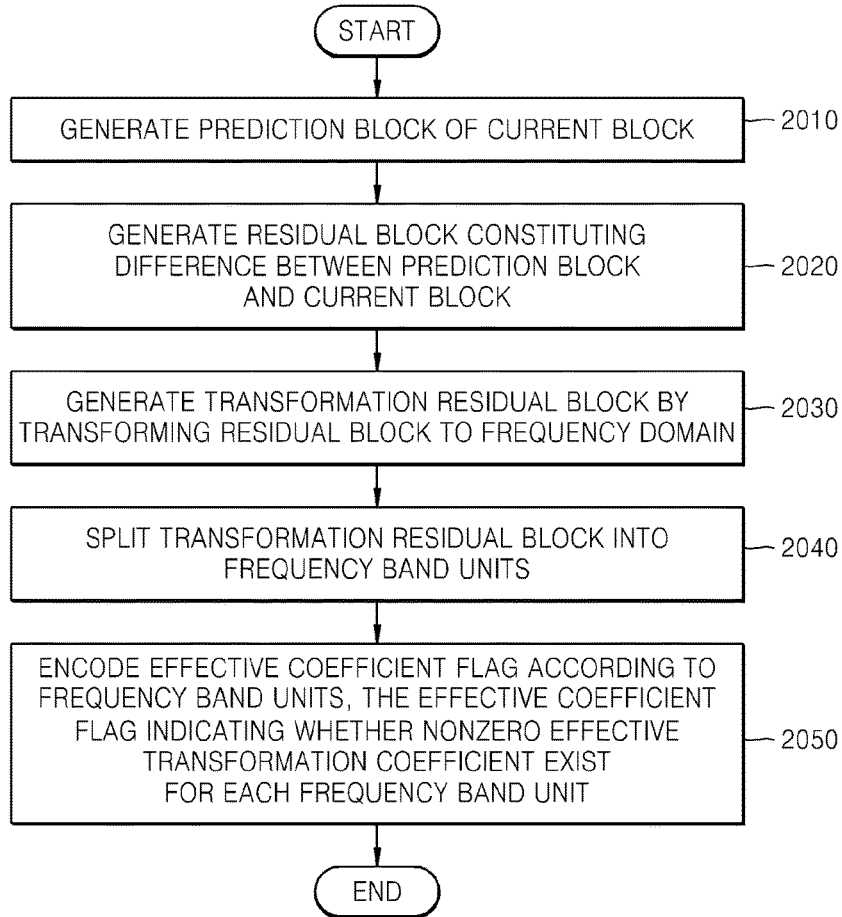 START
GENERATE PREDICTION BLOCK OF CURRENT BLOCK
2010
GENERATE RESIDUAL BLOCK CONSTITUTING
DIFFERENCE BETWEEN PREDICTION BLOCK
AND CURRENT BLOCK
2020
GENERATE TRANSFORMATION RESIDUAL BLOCK BY
TRANSFORMING RESIDUAL BLOCK TO FREQUENCY DOMAIN
2030
SPLIT TRANSFORMATION RESIDUAL BLOCK INTO
FREQUENCY BAND UNITS
2040
ENCODE EFFECTIVE COEFFICIENT FLAG ACCORDING TO
FREQUENCY BAND UNITS, THE EFFECTIVE COEFFICIENT
FLAG INDICATING WHETHER NONZERO EFFECTIVE
TRANSFORMATION COEFFICIENT EXIST
FOR EACH FREQUENCY BAND UNIT
2050
END